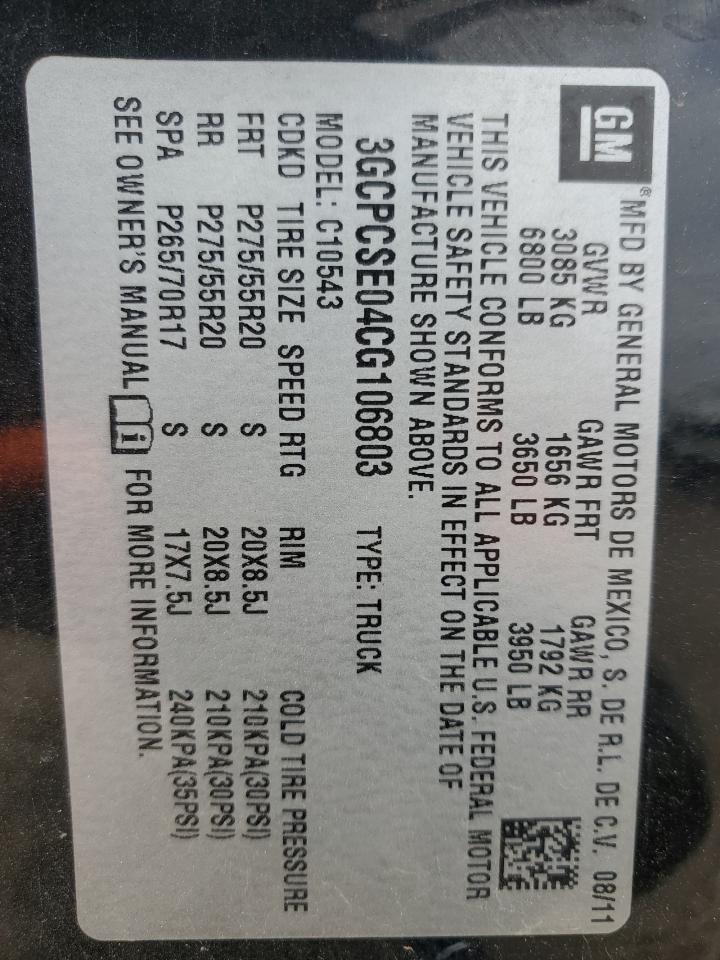 GM® MFD BY GENERAL MOTORS DE MEXICO, S. DE R.L. DE C.V. 08/11
GVWR GAWR FRT GAWR RR
3085 KG 1656 KG 1792 KG
6800 LB 3650 LB 3950 LB
THIS VEHICLE CONFORMS TO ALL APPLICABLE U.S. FEDERAL MOTOR
VEHICLE SAFETY STANDARDS IN EFFECT ON THE DATE OF
MANUFACTURE SHOWN ABOVE.
3GCPCSE04CG106803 TYPE: TRUCK
MODEL: C10543
CDKD TIRE SIZE SPEED RTG RIM COLD TIRE PRESSURE
FRT P275/55R20 S 20X8.5J 210KPA(30PSI)
RR P275/55R20 S 20X8.5J 210KPA(30PSI)
SPA P265/70R17 S 17X7.5J 240KPA(35PSI)
SEE OWNER'S MANUAL i FOR MORE INFORMATION.